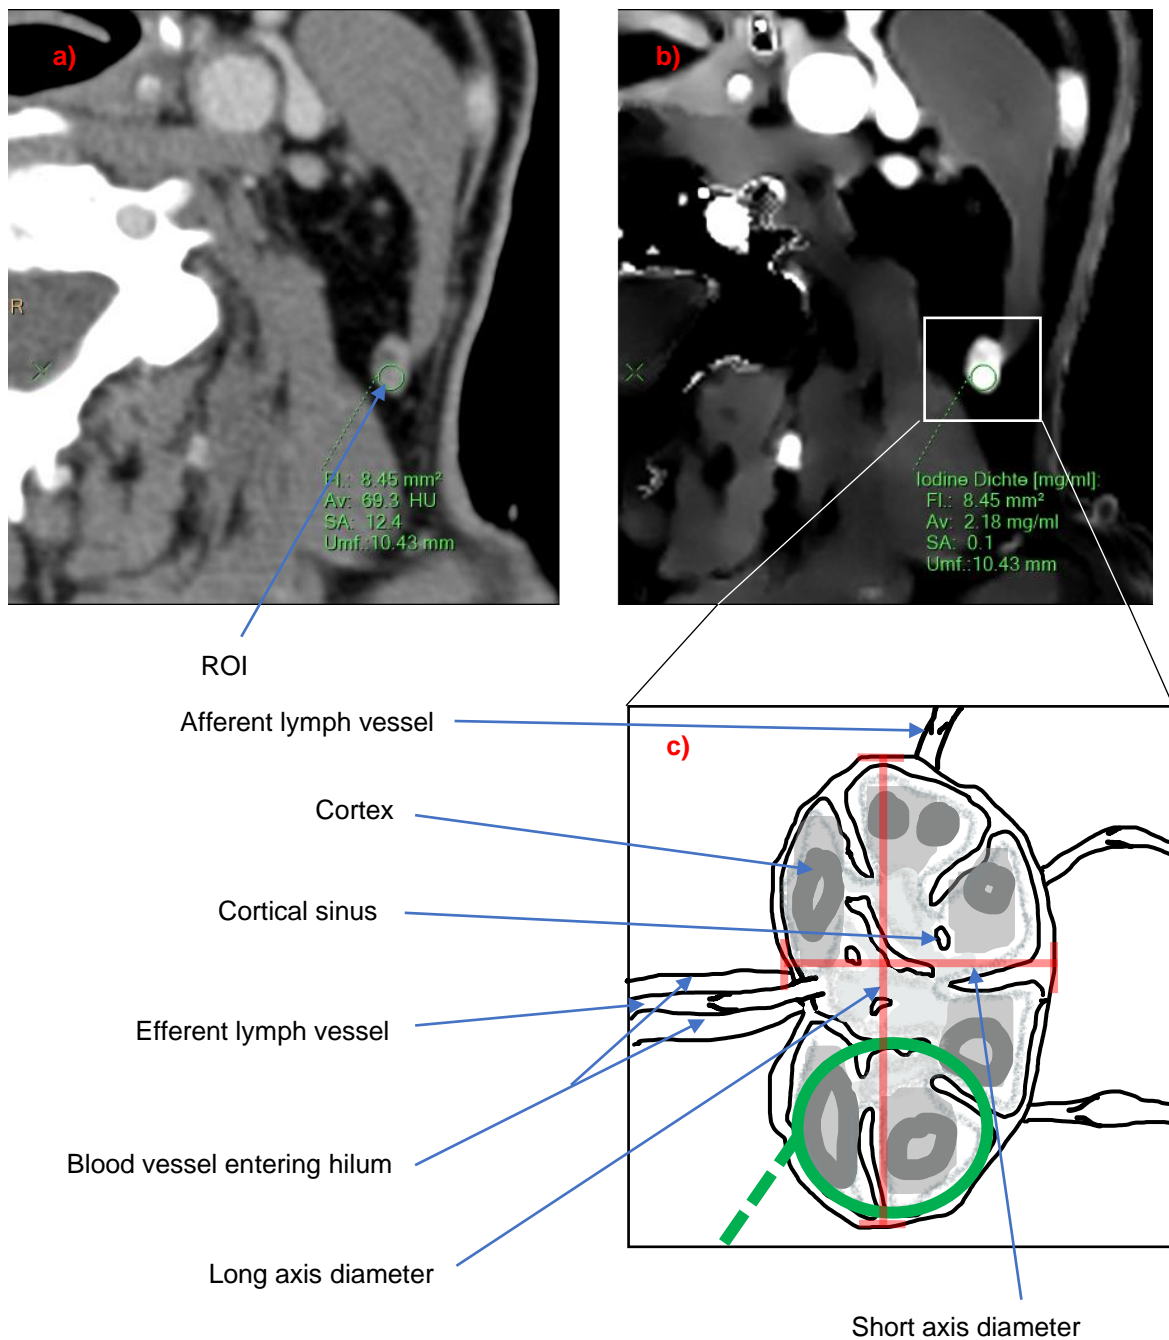 a)
R
Fl.: 8.45 mm²
Av: 69.3 HU
SA: 12.4
Umf.:10.43 mm
b)
Iodine Dichte [mg/ml]:
Fl.: 8.45 mm²
Av: 2.18 mg/ml
SA: 0.1
Umf.:10.43 mm
ROI
Afferent lymph vessel
c)
Cortex
Cortical sinus
Efferent lymph vessel
Blood vessel entering hilum
Long axis diameter
Short axis diameter